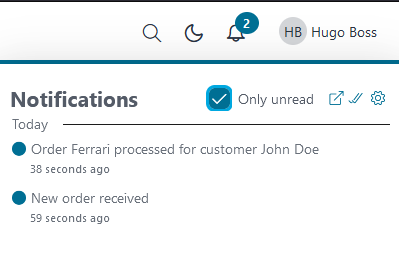 2
HB Hugo Boss
Notifications
Only unread
Today
Order Ferrari processed for customer John Doe
38 seconds ago
New order received
59 seconds ago